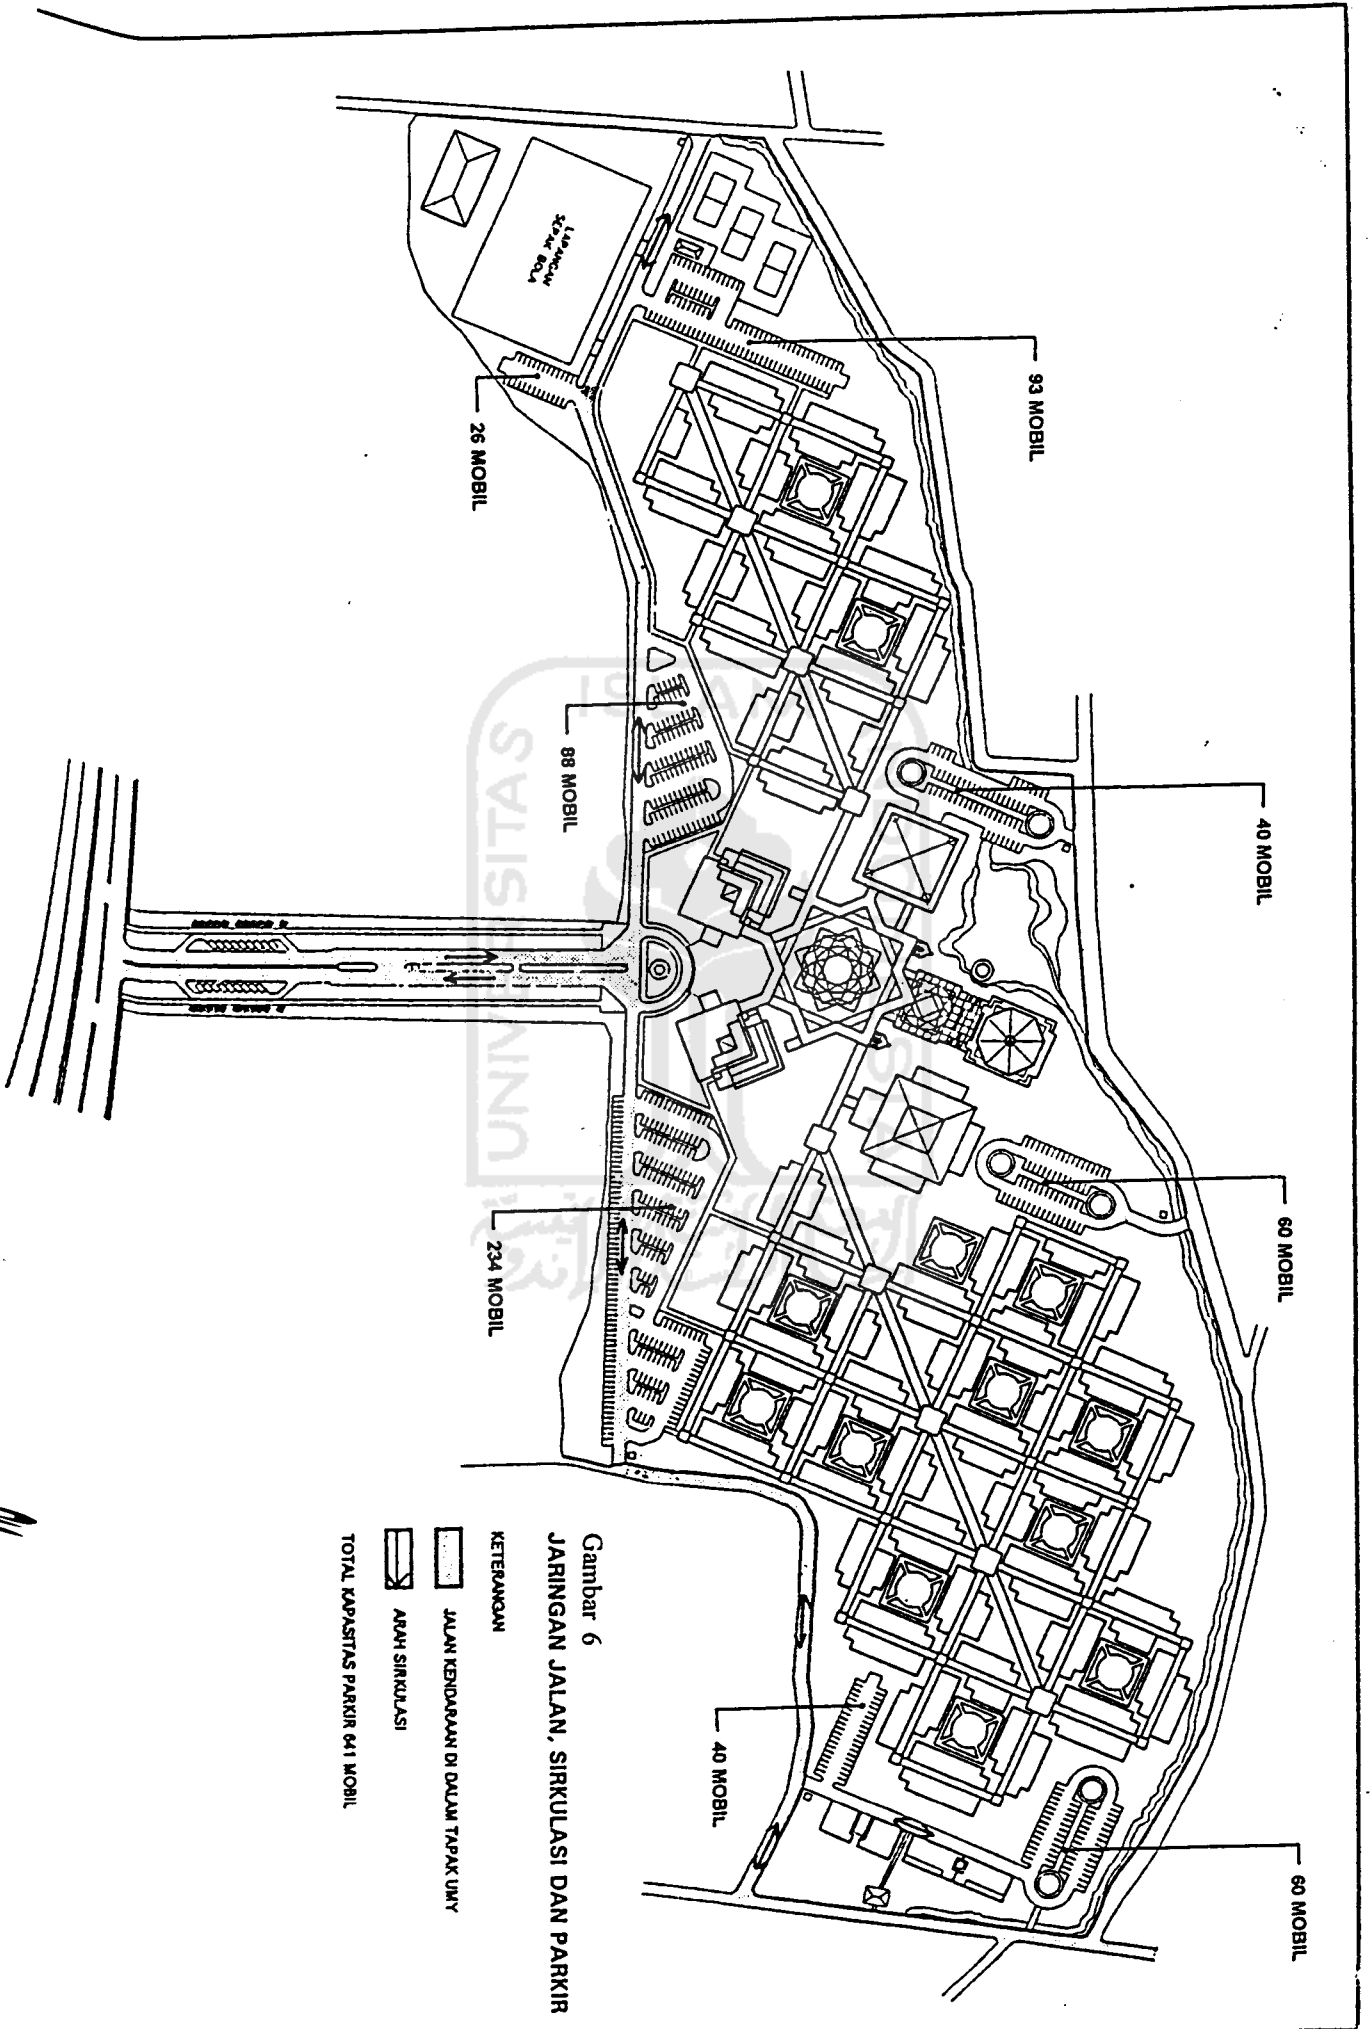 93 MOBIL
40 MOBIL
60 MOBIL
60 MOBIL
LAPANGAN
SEPAK BOLA
26 MOBIL
88 MOBIL
234 MOBIL
40 MOBIL
Gambar 6
JARINGAN JALAN, SIRKULASI DAN PARKIR
KETERANGAN
JALAN KENDARAAN DI DALAM TAPAK UMY
ARAH SIRKULASI
TOTAL KAPASITAS PARKIR 641 MOBIL
UNIVERSITAS
ISLAM